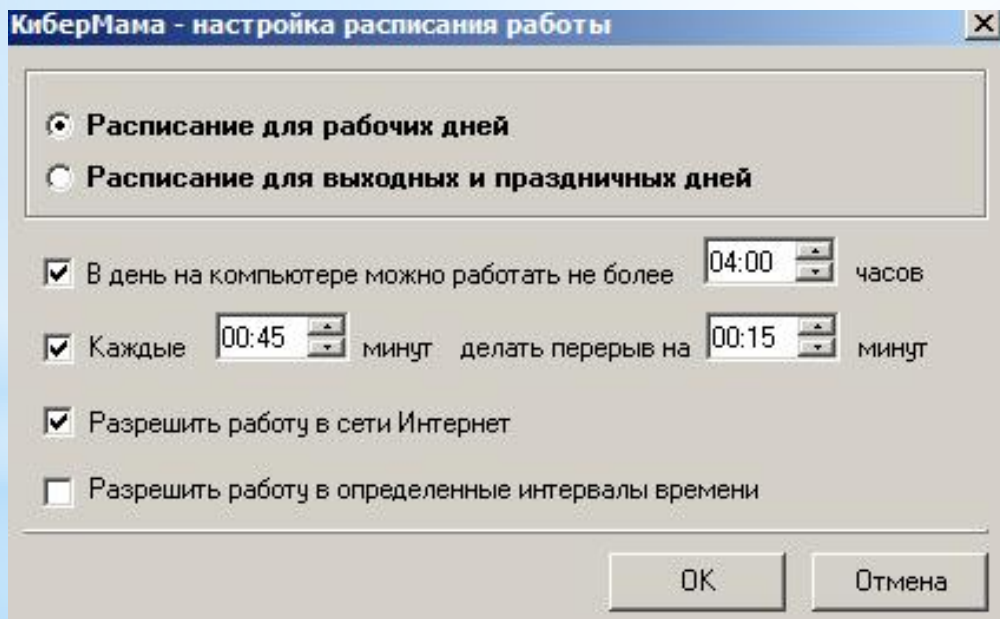 КиберМама - настройка расписания работы
Расписание для рабочих дней
Расписание для выходных и праздничных дней
В день на компьютере можно работать не более 04:00 часов
Каждые 00:45 минут делать перерыв на 00:15 минут
Разрешить работу в сети Интернет
Разрешить работу в определенные интервалы времени
OK Отмена